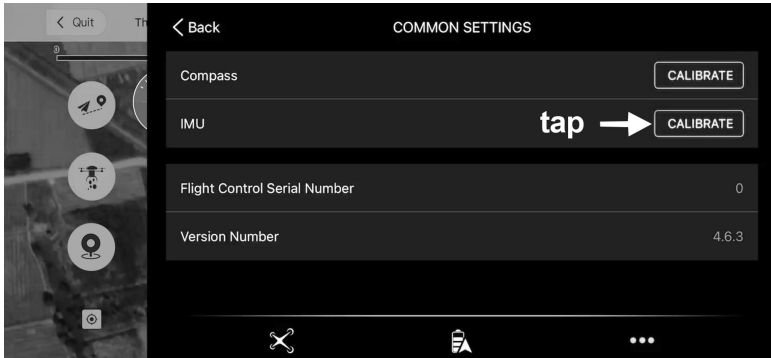 Quit
Th
Back
COMMON SETTINGS
Compass
CALIBRATE
IMU
tap
CALIBRATE
Flight Control Serial Number
0
Version Number
4.6.3